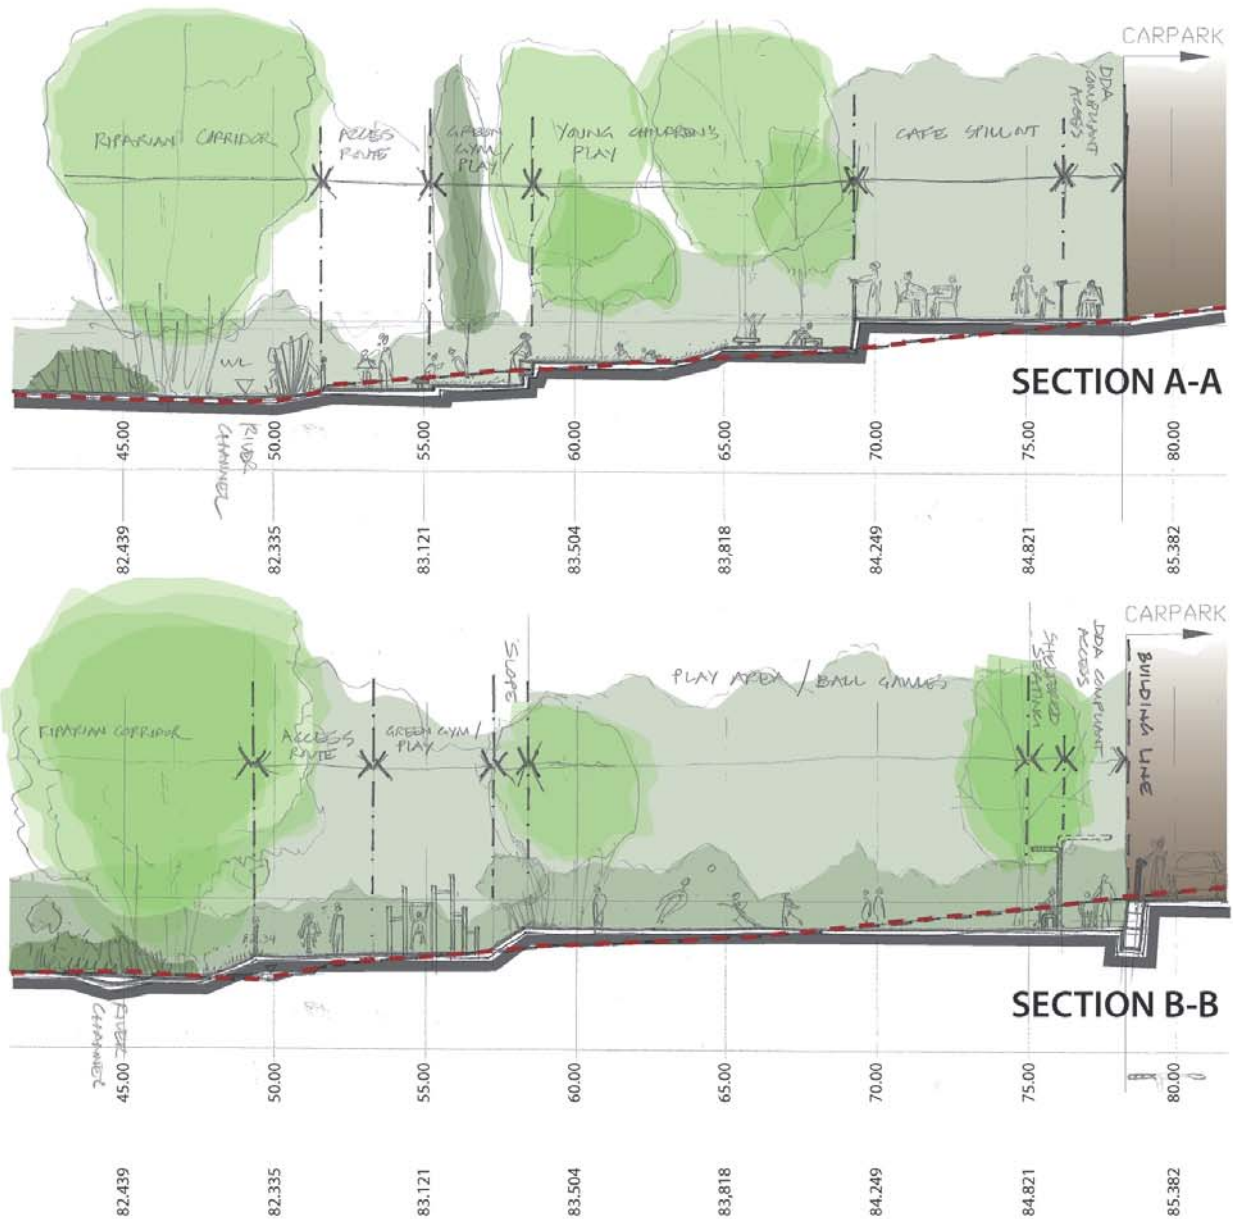 CARPARK
DDA
COMPLIANT
ACCESS
RIPARIAN CORRIDOR
ACCESS
ROUTE
GREEN
GYM/
PLAY
YOUNG CHILDREN'S
PLAY
CAFE SPILLOUT
WL
SECTION A-A
RIVER
CHANNEL
45.00
50.00
55.00
60.00
65.00
70.00
75.00
80.00
82.439
82.335
83.121
83.504
83,818
84.249
84.821
85.382
CARPARK
SLOPE
SHELTERED
SEATING
DDA COMPLIANT
ACCESS
BUILDING LINE
PLAY AREA / BALL GAMES
RIPARIAN CORRIDOR
ACCESS
ROUTE
GREEN GYM/
PLAY
SECTION B-B
RIVER
CHANNEL
45.00
50.00
55.00
60.00
65.00
70.00
75.00
80.00
82.439
82.335
83.121
83.504
83,818
84.249
84.821
85.382